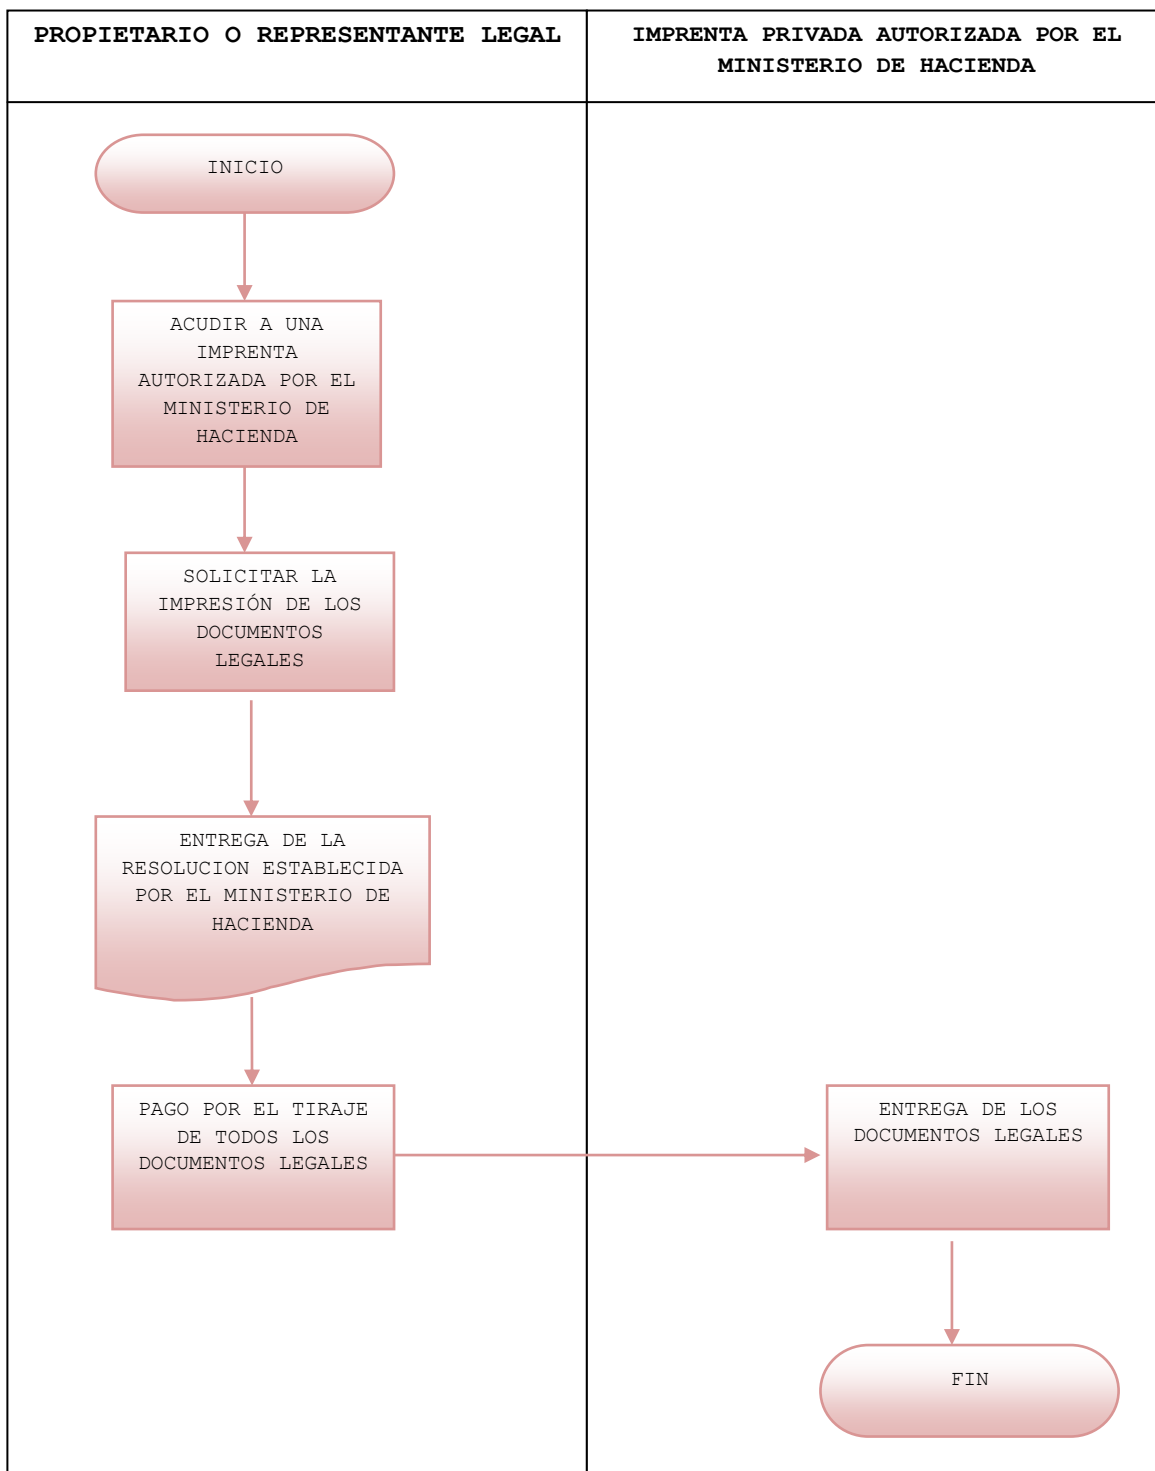 PROPIETARIO O REPRESENTANTE LEGAL
IMPRENTA PRIVADA AUTORIZADA POR EL
MINISTERIO DE HACIENDA
INICIO
ACUDIR A UNA
IMPRENTA
AUTORIZADA POR EL
MINISTERIO DE
HACIENDA
SOLICITAR LA
IMPRESIÓN DE LOS
DOCUMENTOS
LEGALES
ENTREGA DE LA
RESOLUCION ESTABLECIDA
POR EL MINISTERIO DE
HACIENDA
PAGO POR EL TIRAJE
DE TODOS LOS
DOCUMENTOS LEGALES
ENTREGA DE LOS
DOCUMENTOS LEGALES
FIN